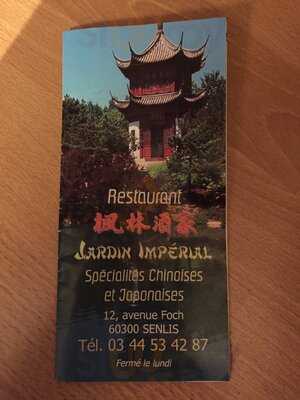 Restaurant
楓林酒家
JARDIN IMPÉRIAL
Spécialités Chinoises
et Japonaises
12, avenue Foch
60300 SENLIS
Tél. 03 44 53 42 87
Fermé le lundi